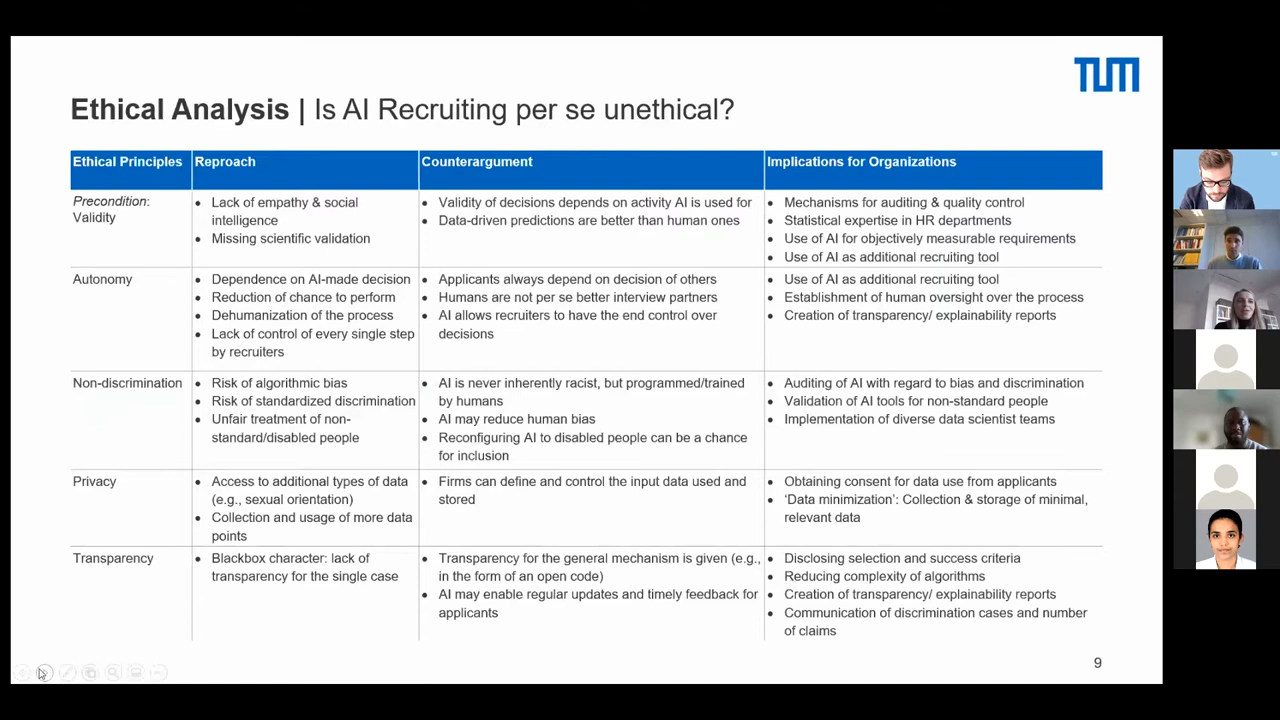 TUM
Ethical Analysis | Is AI Recruiting per se unethical?
Ethical Principles
Reproach
Counterargument
Implications for Organizations
Precondition:
Validity
• Lack of empathy & social
intelligence
• Missing scientific validation
• Validity of decisions depends on activity AI is used for
• Data-driven predictions are better than human ones
• Mechanisms for auditing & quality control
• Statistical expertise in HR departments
• Use of AI for objectively measurable requirements
• Use of AI as additional recruiting tool
Autonomy
• Dependence on AI-made decision
• Reduction of chance to perform
• Dehumanization of the process
• Lack of control of every single step
by recruiters
• Applicants always depend on decision of others
• Humans are not per se better interview partners
• AI allows recruiters to have the end control over
decisions
• Use of AI as additional recruiting tool
• Establishment of human oversight over the process
• Creation of transparency/ explainability reports
Non-discrimination
• Risk of algorithmic bias
• Risk of standardized discrimination
• Unfair treatment of non-
standard/disabled people
• AI is never inherently racist, but programmed/trained
by humans
• AI may reduce human bias
• Reconfiguring AI to disabled people can be a chance
for inclusion
• Auditing of AI with regard to bias and discrimination
• Validation of AI tools for non-standard people
• Implementation of diverse data scientist teams
Privacy
• Access to additional types of data
(e.g., sexual orientation)
• Collection and usage of more data
points
• Firms can define and control the input data used and
stored
• Obtaining consent for data use from applicants
• ‘Data minimization’: Collection & storage of minimal,
relevant data
Transparency
• Blackbox character: lack of
transparency for the single case
• Transparency for the general mechanism is given (e.g.,
in the form of an open code)
• AI may enable regular updates and timely feedback for
applicants
• Disclosing selection and success criteria
• Reducing complexity of algorithms
• Creation of transparency/ explainability reports
• Communication of discrimination cases and number
of claims
9